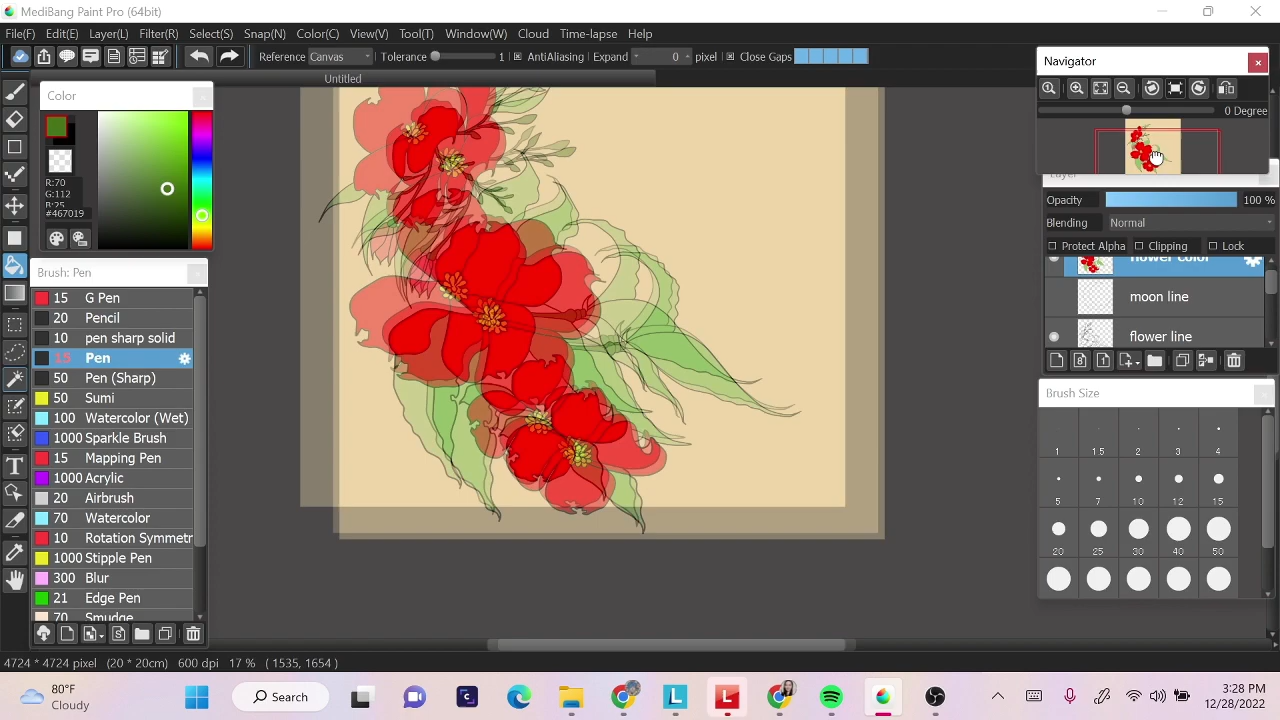 MediBang Paint Pro (64bit)
File(F) Edit(E) Layer(L) Filter(R) Select(S) Snap(N) Color(C) View(V) Tool(T) Window(W) Cloud Time-lapse Help
Reference Canvas Tolerance 1 AntiAliasing Expand 0 pixel Close Gaps
Untitled
Navigator
0 Degree
Color
R:70
G:112
B:25
#467019
Layer
Opacity 100 %
Blending Normal
Protect Alpha Clipping Lock
flower color
moon line
flower line
Brush: Pen
15 G Pen
20 Pencil
10 pen sharp solid
15 Pen
50 Pen (Sharp)
50 Sumi
100 Watercolor (Wet)
1000 Sparkle Brush
15 Mapping Pen
1000 Acrylic
20 Airbrush
70 Watercolor
10 Rotation Symmetr
1000 Stipple Pen
300 Blur
21 Edge Pen
70 Smudge
Brush Size
1 1.5 2 3 4
5 7 10 12 15
20 25 30 40 50
4724 * 4724 pixel (20 * 20cm) 600 dpi 17 % ( 1535, 1654 )
80°F
Cloudy
Search
3:28 PM
12/28/2022